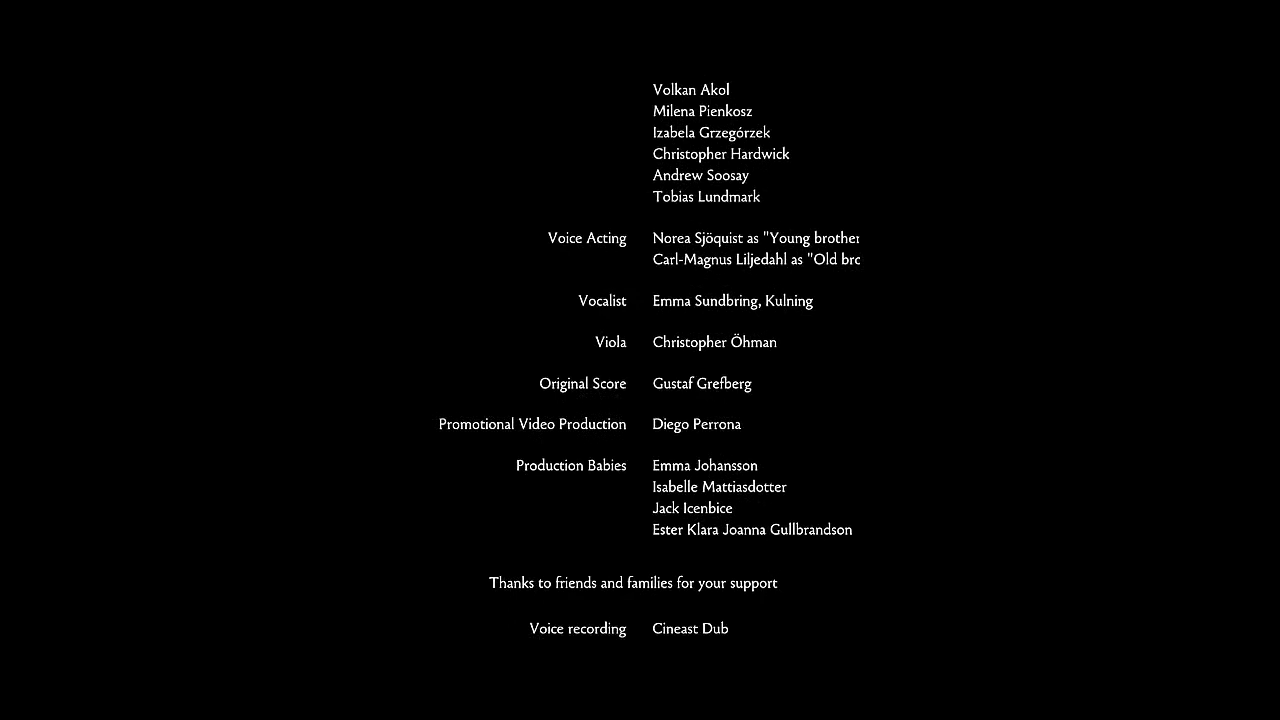 Volkan Akol
Milena Pienkosz
Izabela Grzegórzek
Christopher Hardwick
Andrew Soosay
Tobias Lundmark
Voice Acting Norea Sjöquist as "Young brother
Carl-Magnus Liljedahl as "Old bro
Vocalist Emma Sundbring, Kulning
Viola Christopher Öhman
Original Score Gustaf Grefberg
Promotional Video Production Diego Perrona
Production Babies Emma Johansson
Isabelle Mattiasdotter
Jack Icenbice
Ester Klara Joanna Gullbrandson
Thanks to friends and families for your support
Voice recording Cineast Dub